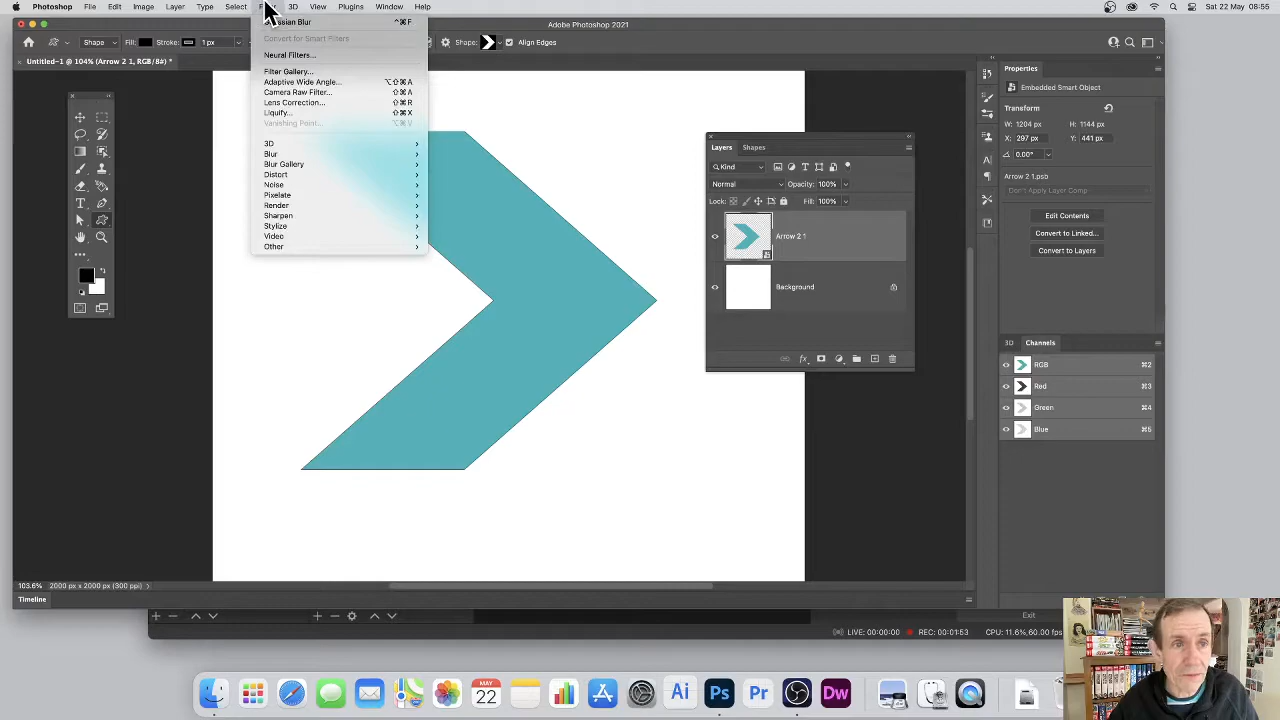 Photoshop File Edit Image Layer Type Select 3D View Plugins Window Help Sat 22 May 08:55
Adobe Photoshop 2021
Shape Fill: Stroke: 1 px Shape: Align Edges
Untitled-1 @ 104% (Arrow 2 1, RGB/8#) *
Gaussian Blur ^⌘F
Convert for Smart Filters
Neural Filters...
Filter Gallery...
Adaptive Wide Angle... ⌥⇧⌘A
Camera Raw Filter... ⇧⌘A
Lens Correction... ⇧⌘R
Liquify... ⇧⌘X
Vanishing Point... ⌥⌘V
3D
Blur
Blur Gallery
Distort
Noise
Pixelate
Render
Sharpen
Stylize
Video
Other
Layers Shapes
Kind
Normal Opacity: 100%
Lock: Fill: 100%
Arrow 2 1
Background
Properties
Embedded Smart Object
Transform
W: 1204 px H: 1144 px
X: 297 px Y: 441 px
0.00°
Arrow 2 1.psb
Don't Apply Layer Comp
Edit Contents
Convert to Linked...
Convert to Layers
3D Channels
RGB ⌘2
Red ⌘3
Green ⌘4
Blue ⌘5
103.6% 2000 px x 2000 px (300 ppi)
Timeline
Exit
LIVE: 00:00:00 REC: 00:01:53 CPU: 11.6%, 60.00 fps
MAY
22
Ai Ps Pr Dw